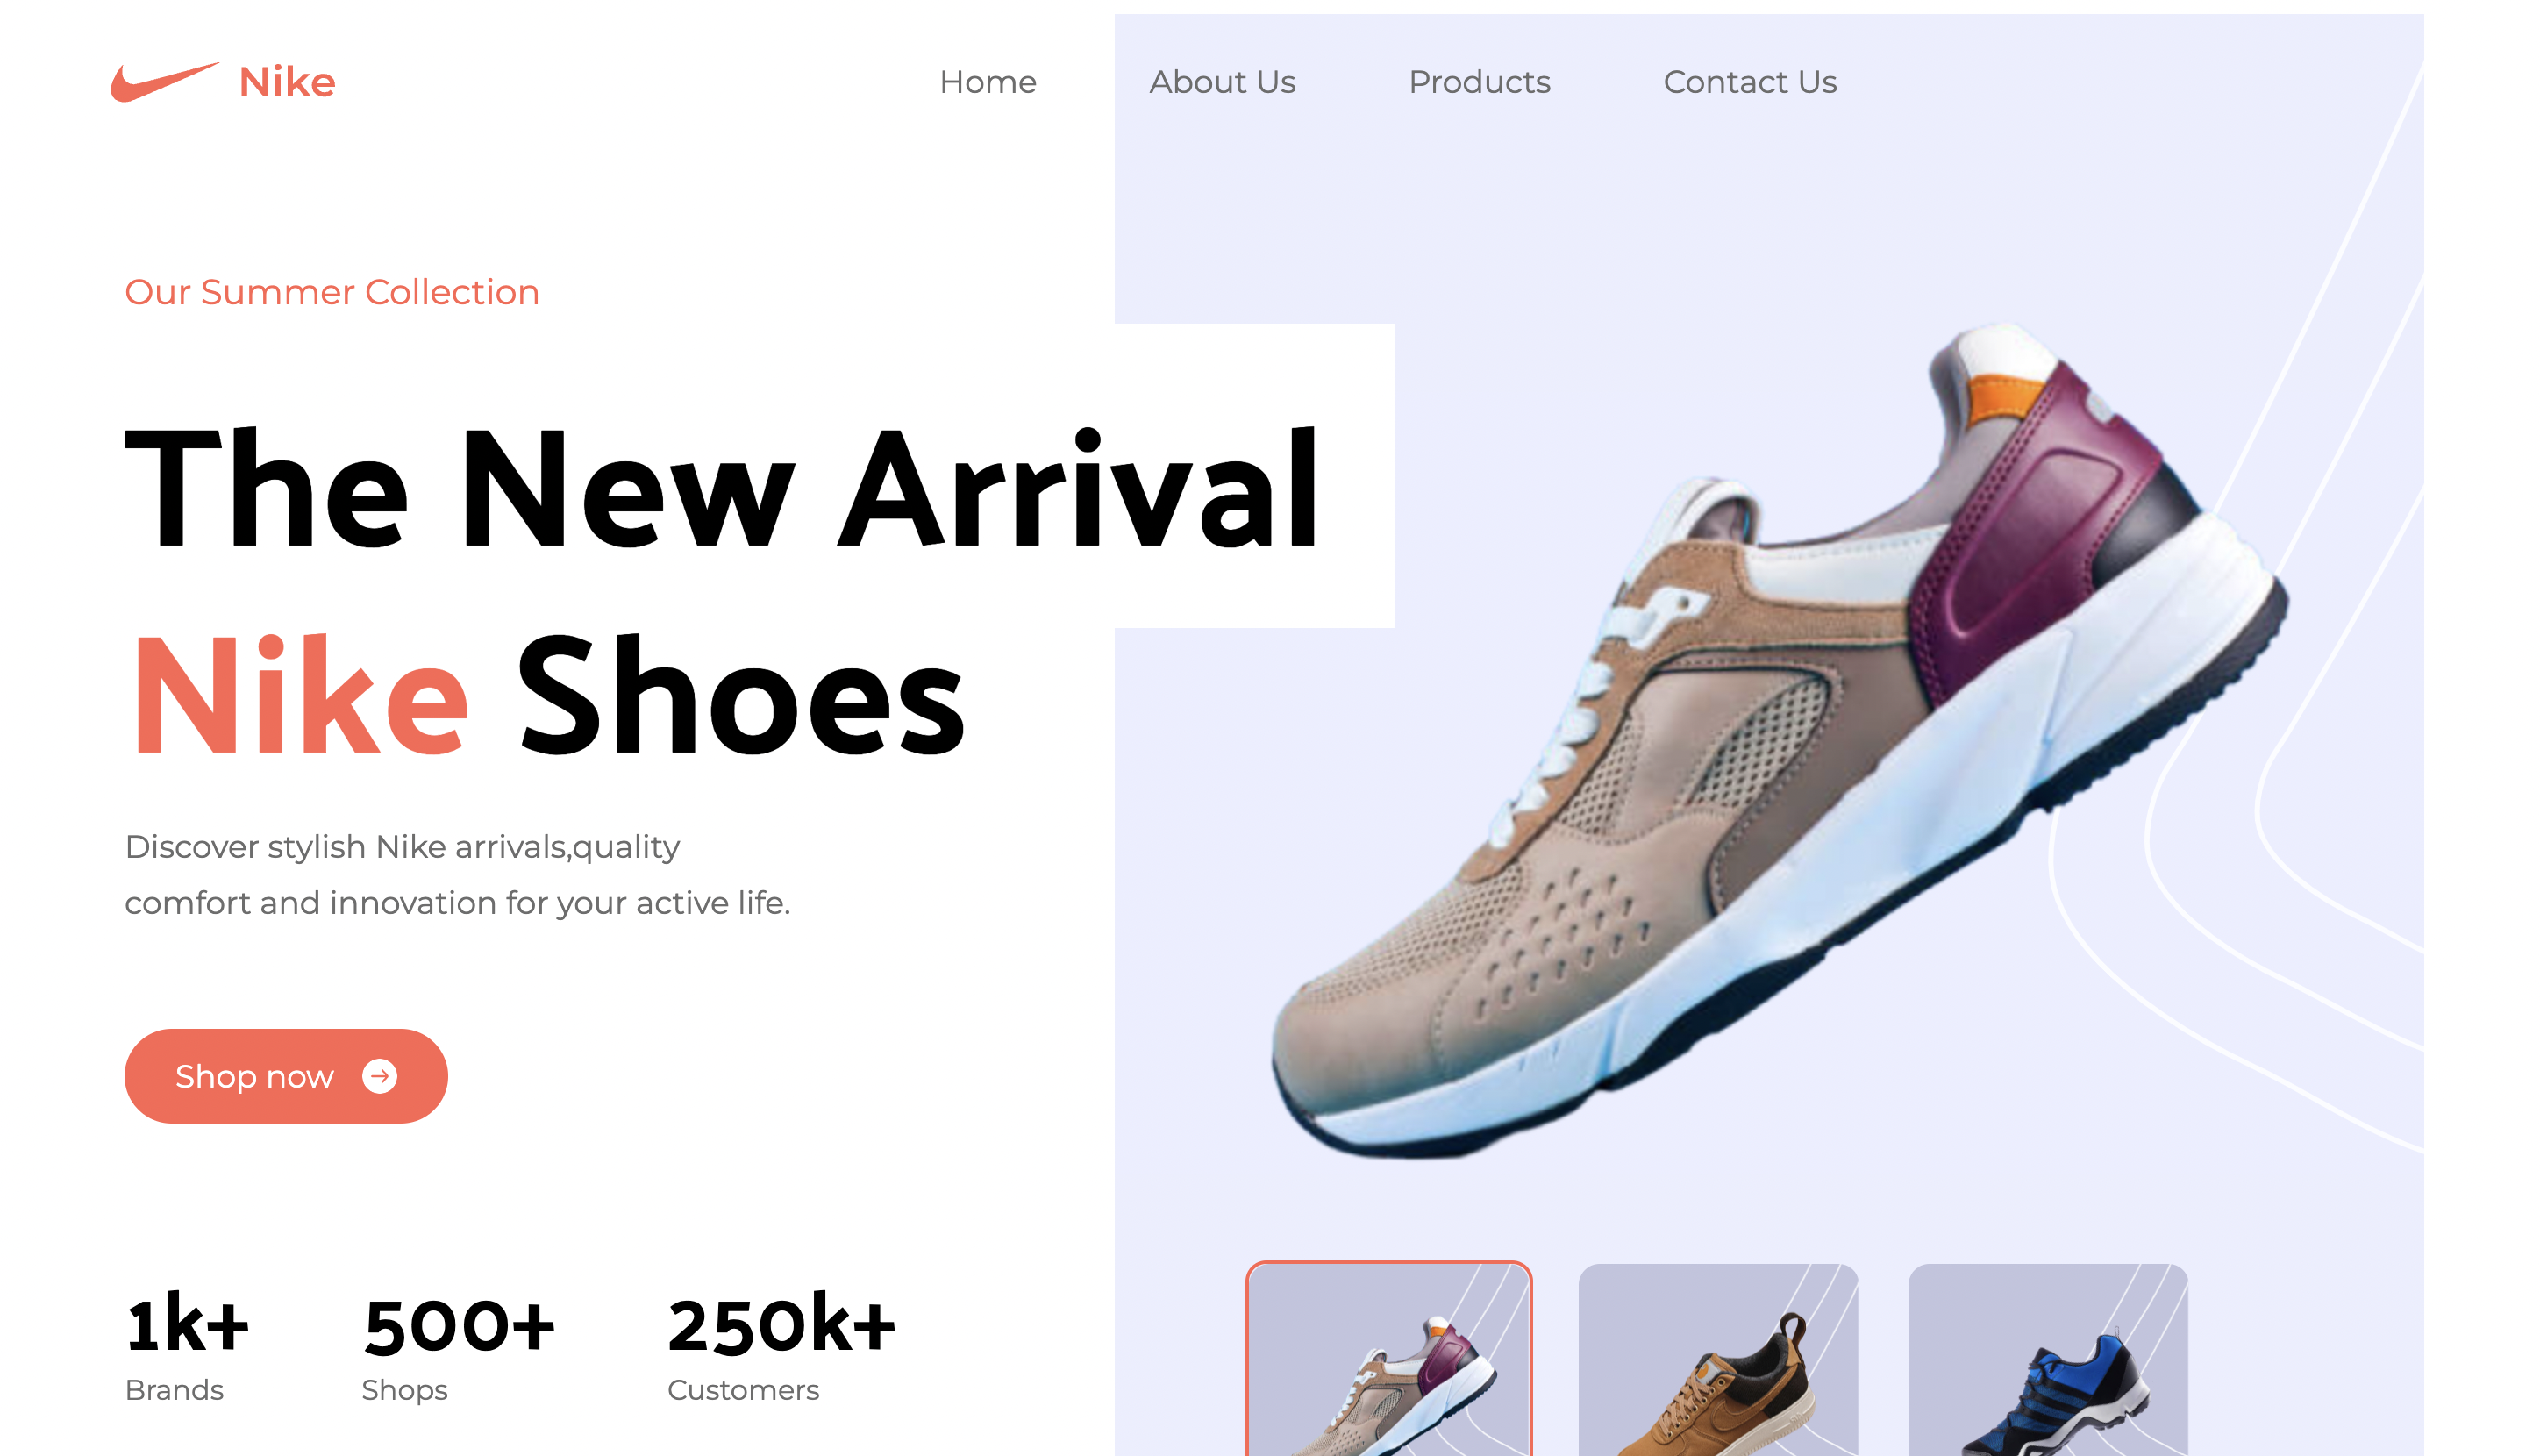 Nike
Home
About Us
Products
Contact Us
Our Summer Collection
The New Arrival
Nike Shoes
Discover stylish Nike arrivals,quality
comfort and innovation for your active life.
Shop now
1k+
Brands
500+
Shops
250k+
Customers